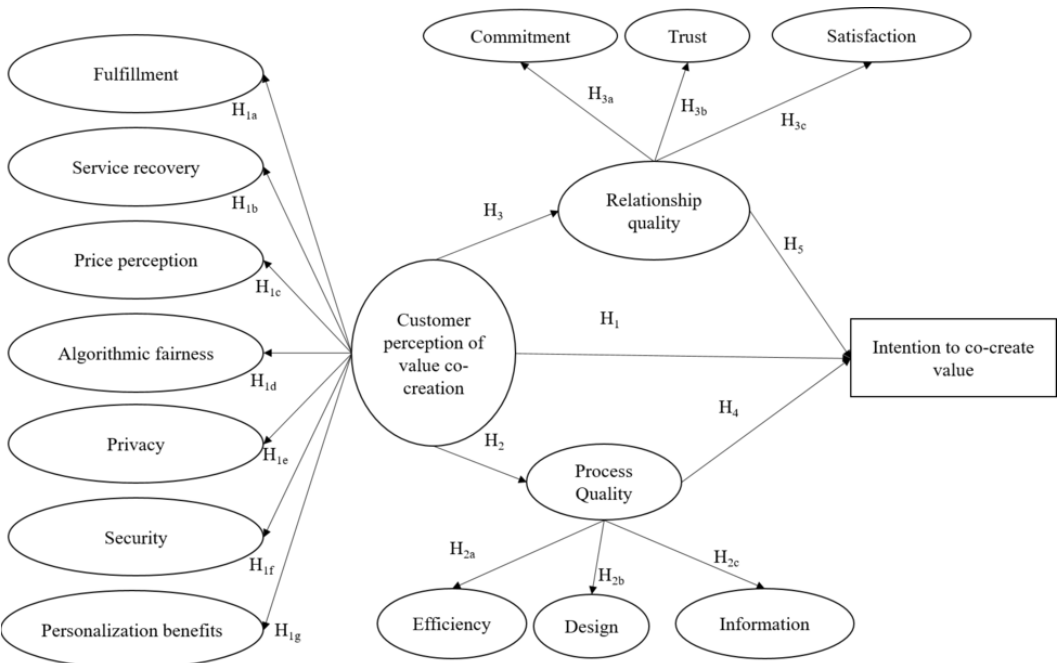 Fulfillment
H1a
Service recovery
H1b
Price perception
H1c
Algorithmic fairness
H1d
Privacy
H1e
Security
H1f
Personalization benefits
H1g
Customer
perception of
value co-
creation
Commitment
Trust
Satisfaction
H3a
H3b
H3c
Relationship
quality
H3
H5
H1
Intention to co-create
value
H4
H2
Process
Quality
H2a
H2b
H2c
Efficiency
Design
Information